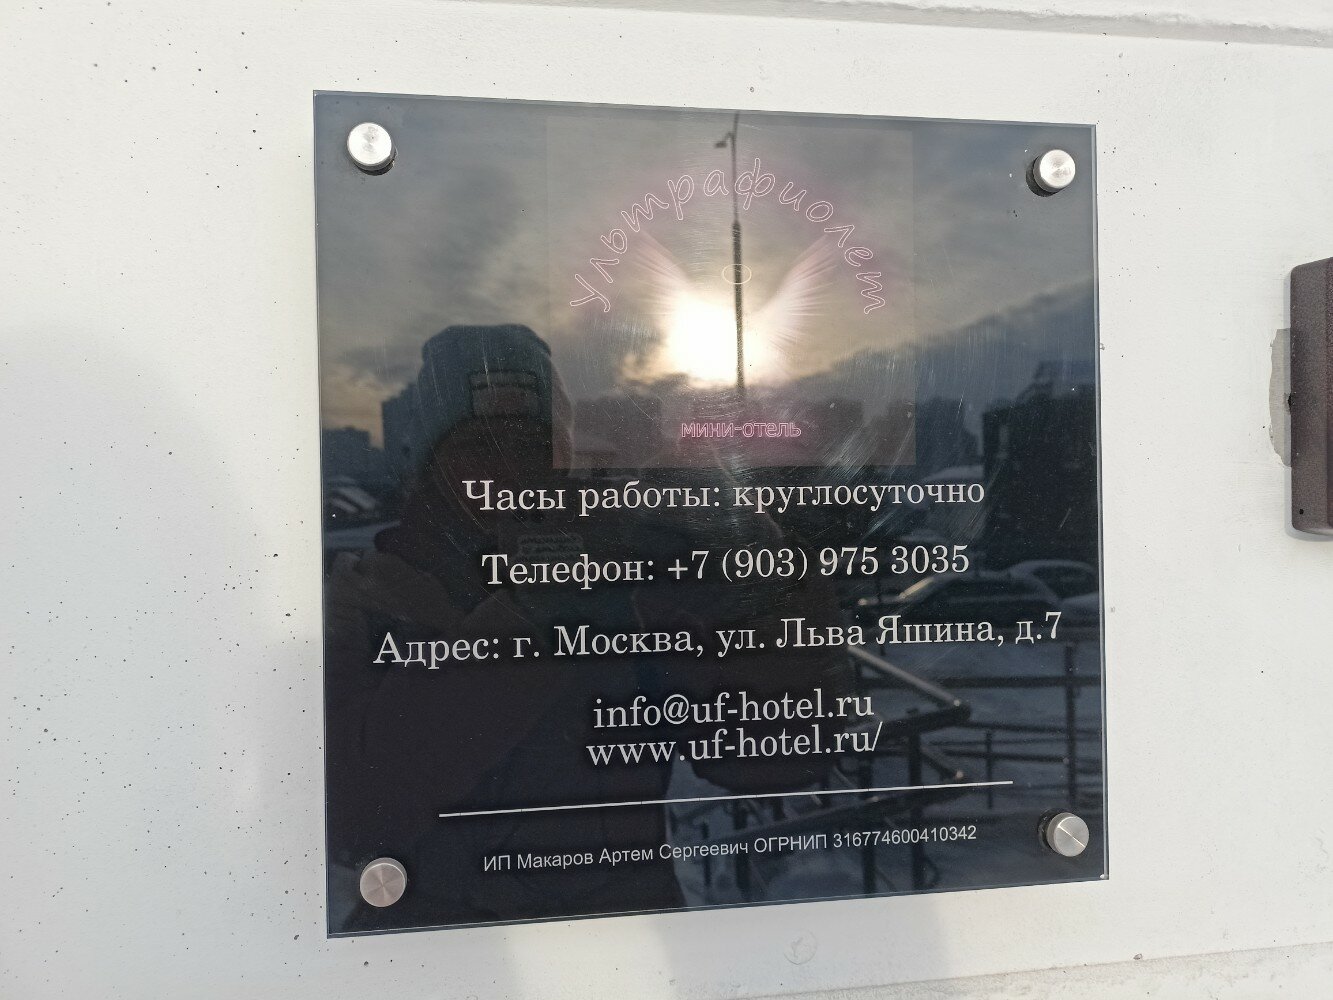 Ультрафиолет
мини-отель
Часы работы: круглосуточно
Телефон: +7 (903) 975 3035
Адрес: г. Москва, ул. Льва Яшина, д.7
info@uf-hotel.ru
www.uf-hotel.ru/
ИП Макаров Артем Сергеевич ОГРНИП 316774600410342